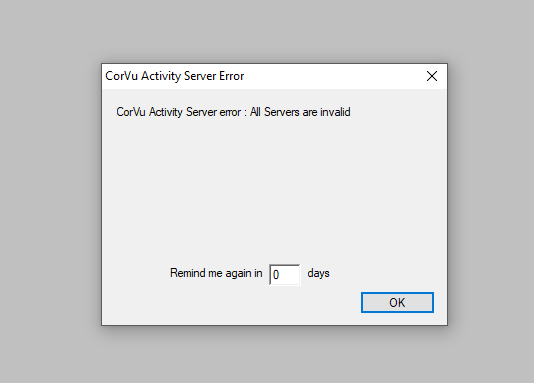 CorVu Activity Server Error
CorVu Activity Server error : All Servers are invalid
Remind me again in 0 days
OK